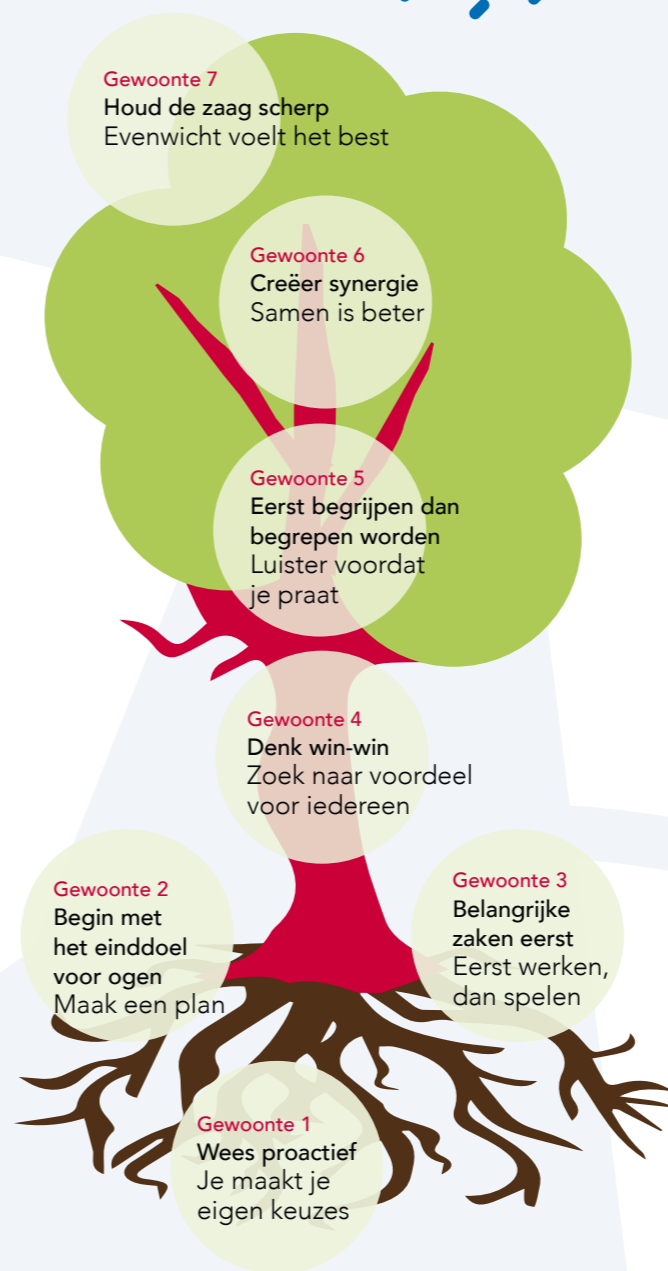 Gewoonte 7
Houd de zaag scherp
Evenwicht voelt het best
Gewoonte 6
Creëer synergie
Samen is beter
Gewoonte 5
Eerst begrijpen dan
begrepen worden
Luister voordat
je praat
Gewoonte 4
Denk win-win
Zoek naar voordeel
voor iedereen
Gewoonte 2
Begin met
het einddoel
voor ogen
Maak een plan
Gewoonte 3
Belangrijke
zaken eerst
Eerst werken,
dan spelen
Gewoonte 1
Wees proactief
Je maakt je
eigen keuzes